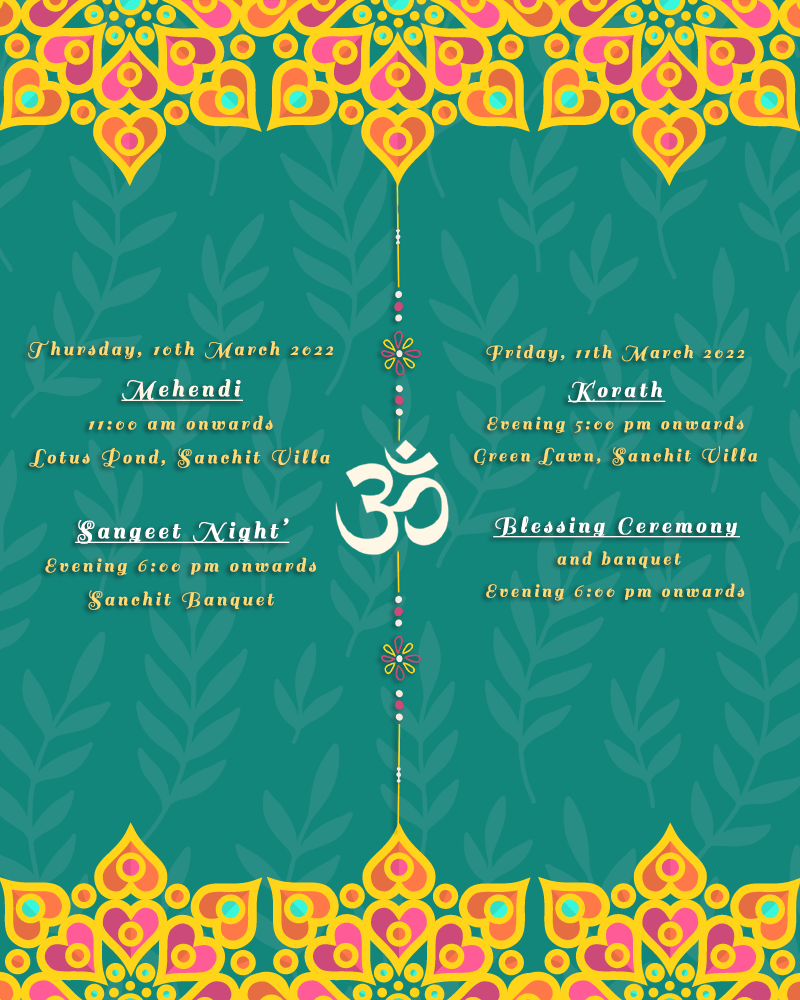 Thursday, 10th March 2022
Mehendi
11:00 am onwards
Lotus Pond, Sanchit Villa
Sangeet Night'
Evening 6:00 pm onwards
Sanchit Banquet
ॐ
Friday, 11th March 2022
Korath
Evening 5:00 pm onwards
Green Lawn, Sanchit Villa
Blessing Ceremony
and banquet
Evening 6:00 pm onwards